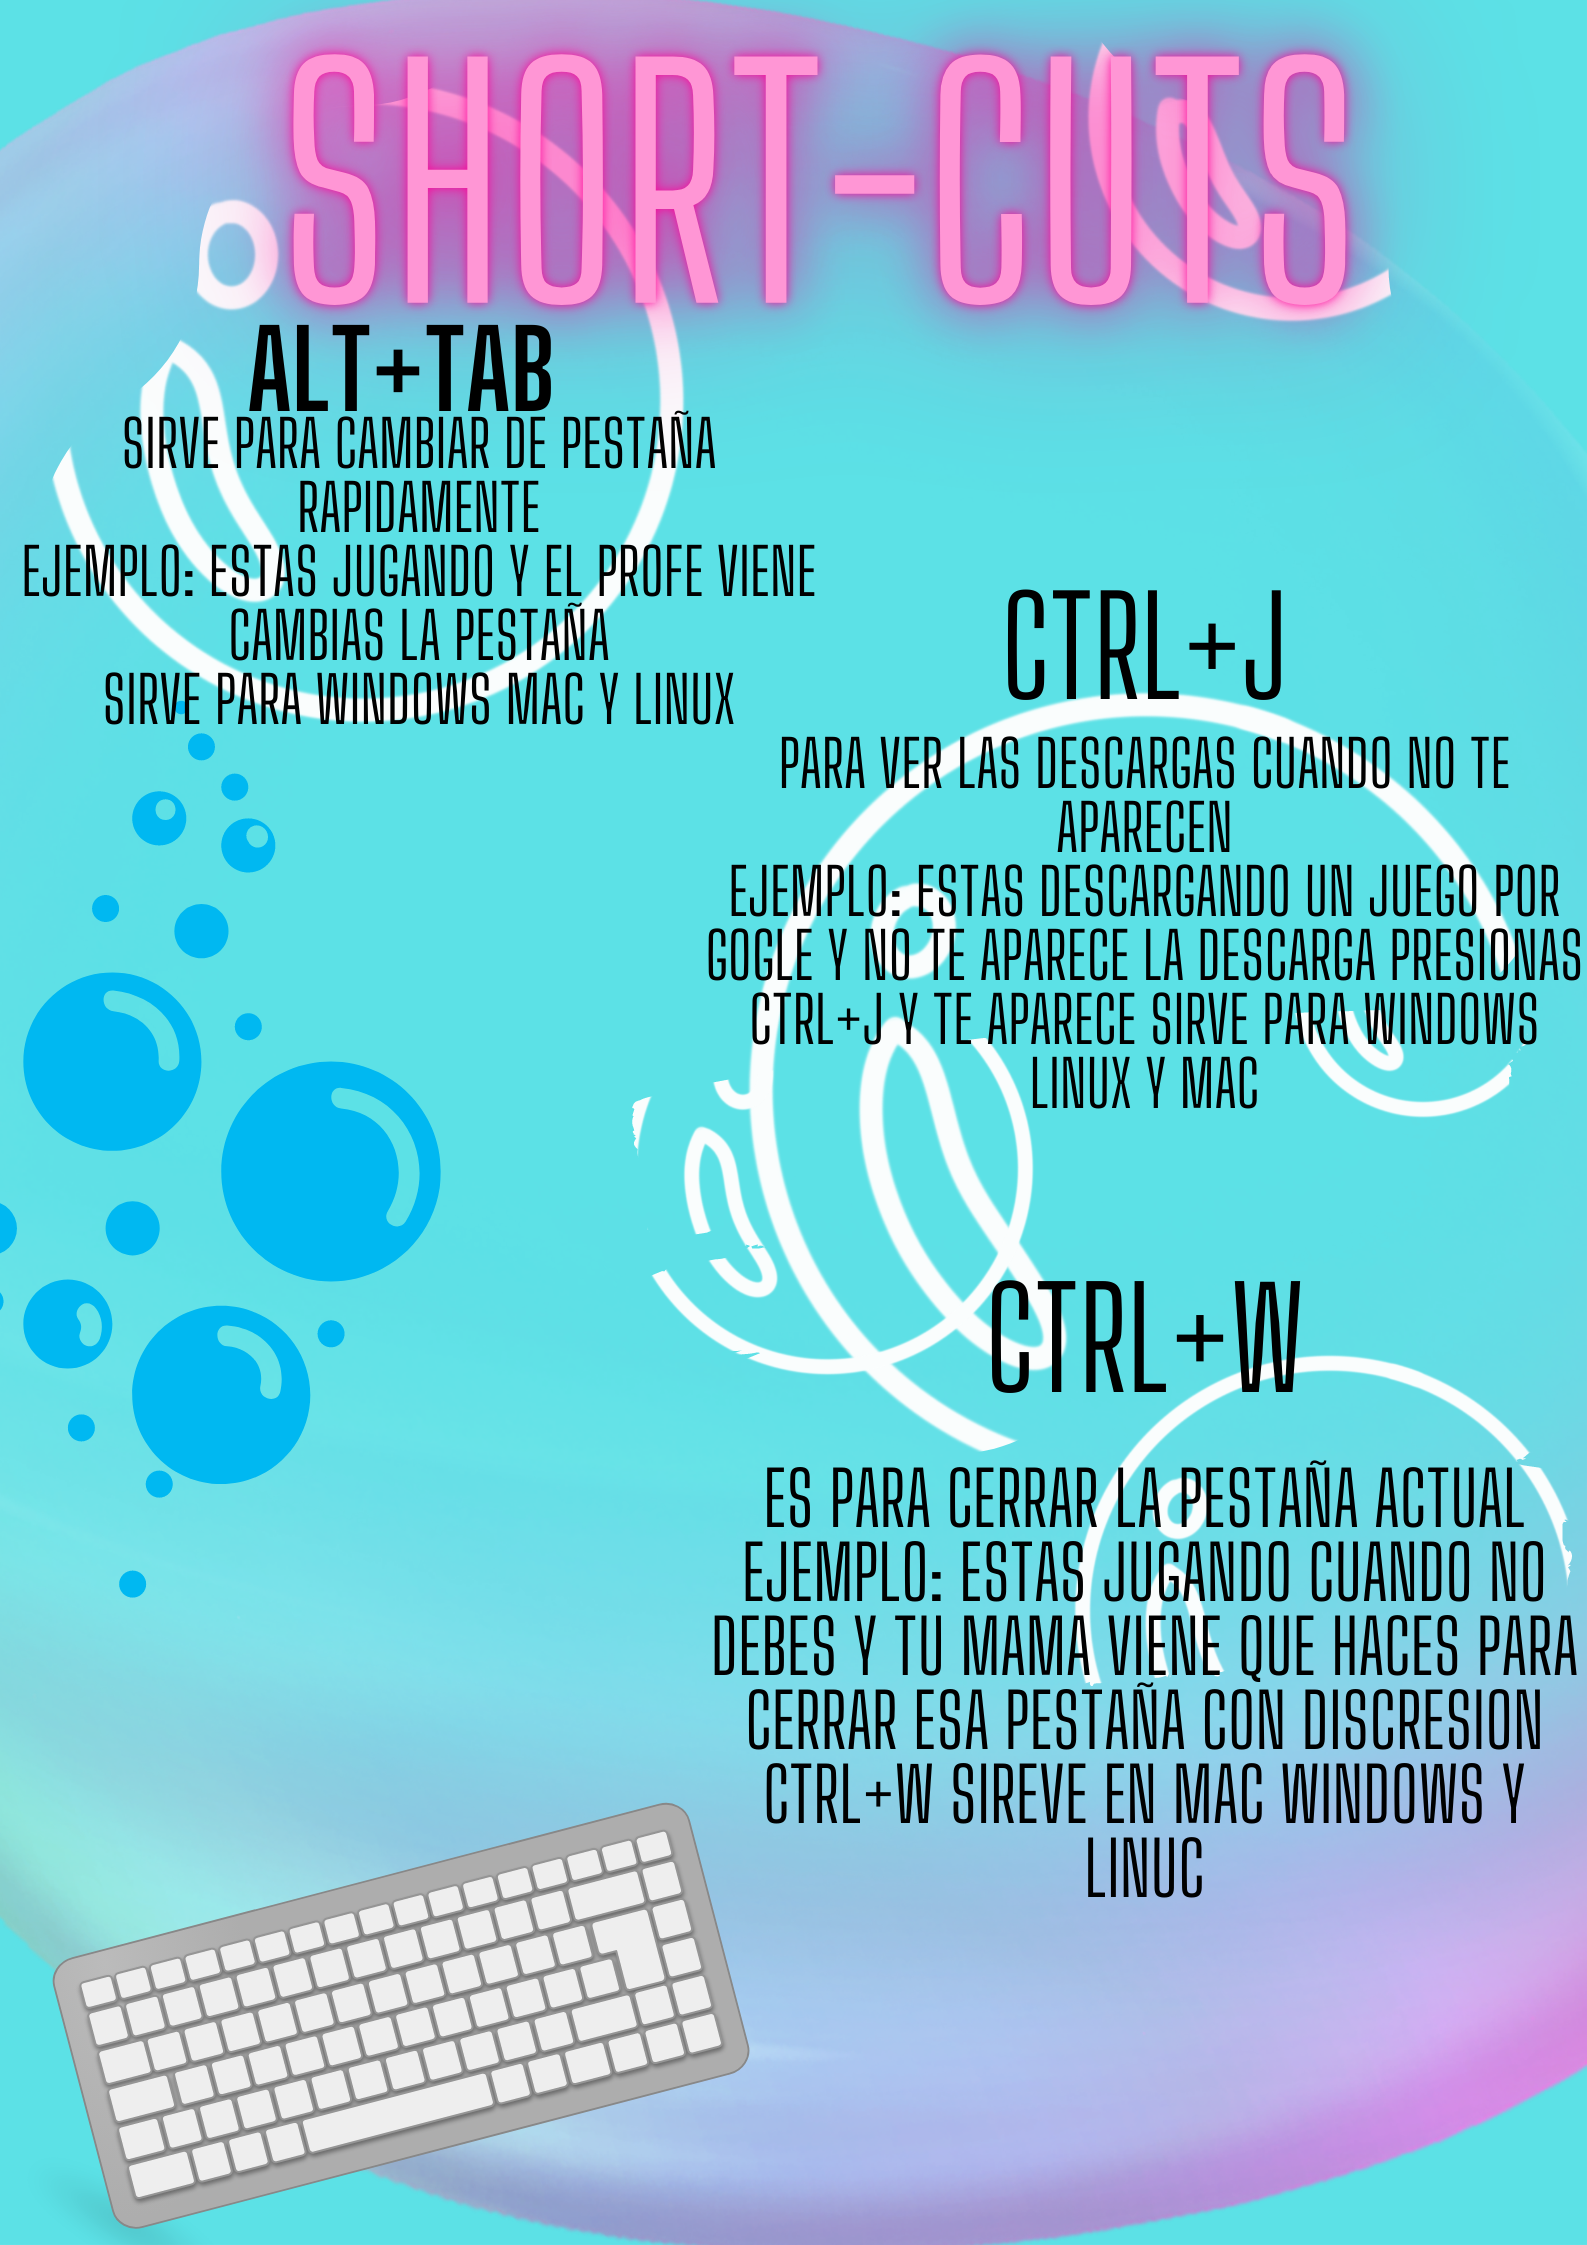 SHORT-CUTS
ALT+TAB
SIRVE PARA CAMBIAR DE PESTAÑA
RAPIDAMENTE
EJEMPLO: ESTAS JUGANDO Y EL PROFE VIENE
CAMBIAS LA PESTAÑA
SIRVE PARA WINDOWS MAC Y LINUX
CTRL+J
PARA VER LAS DESCARGAS CUANDO NO TE
APARECEN
EJEMPLO: ESTAS DESCARGANDO UN JUEGO POR
GOGLE Y NO TE APARECE LA DESCARGA PRESIONAS
CTRL+J Y TE APARECE SIRVE PARA WINDOWS
LINUX Y MAC
CTRL+W
ES PARA CERRAR LA PESTAÑA ACTUAL
EJEMPLO: ESTAS JUGANDO CUANDO NO
DEBES Y TU MAMA VIENE QUE HACES PARA
CERRAR ESA PESTAÑA CON DISCRESION
CTRL+W SIREVE EN MAC WINDOWS Y
LINUC